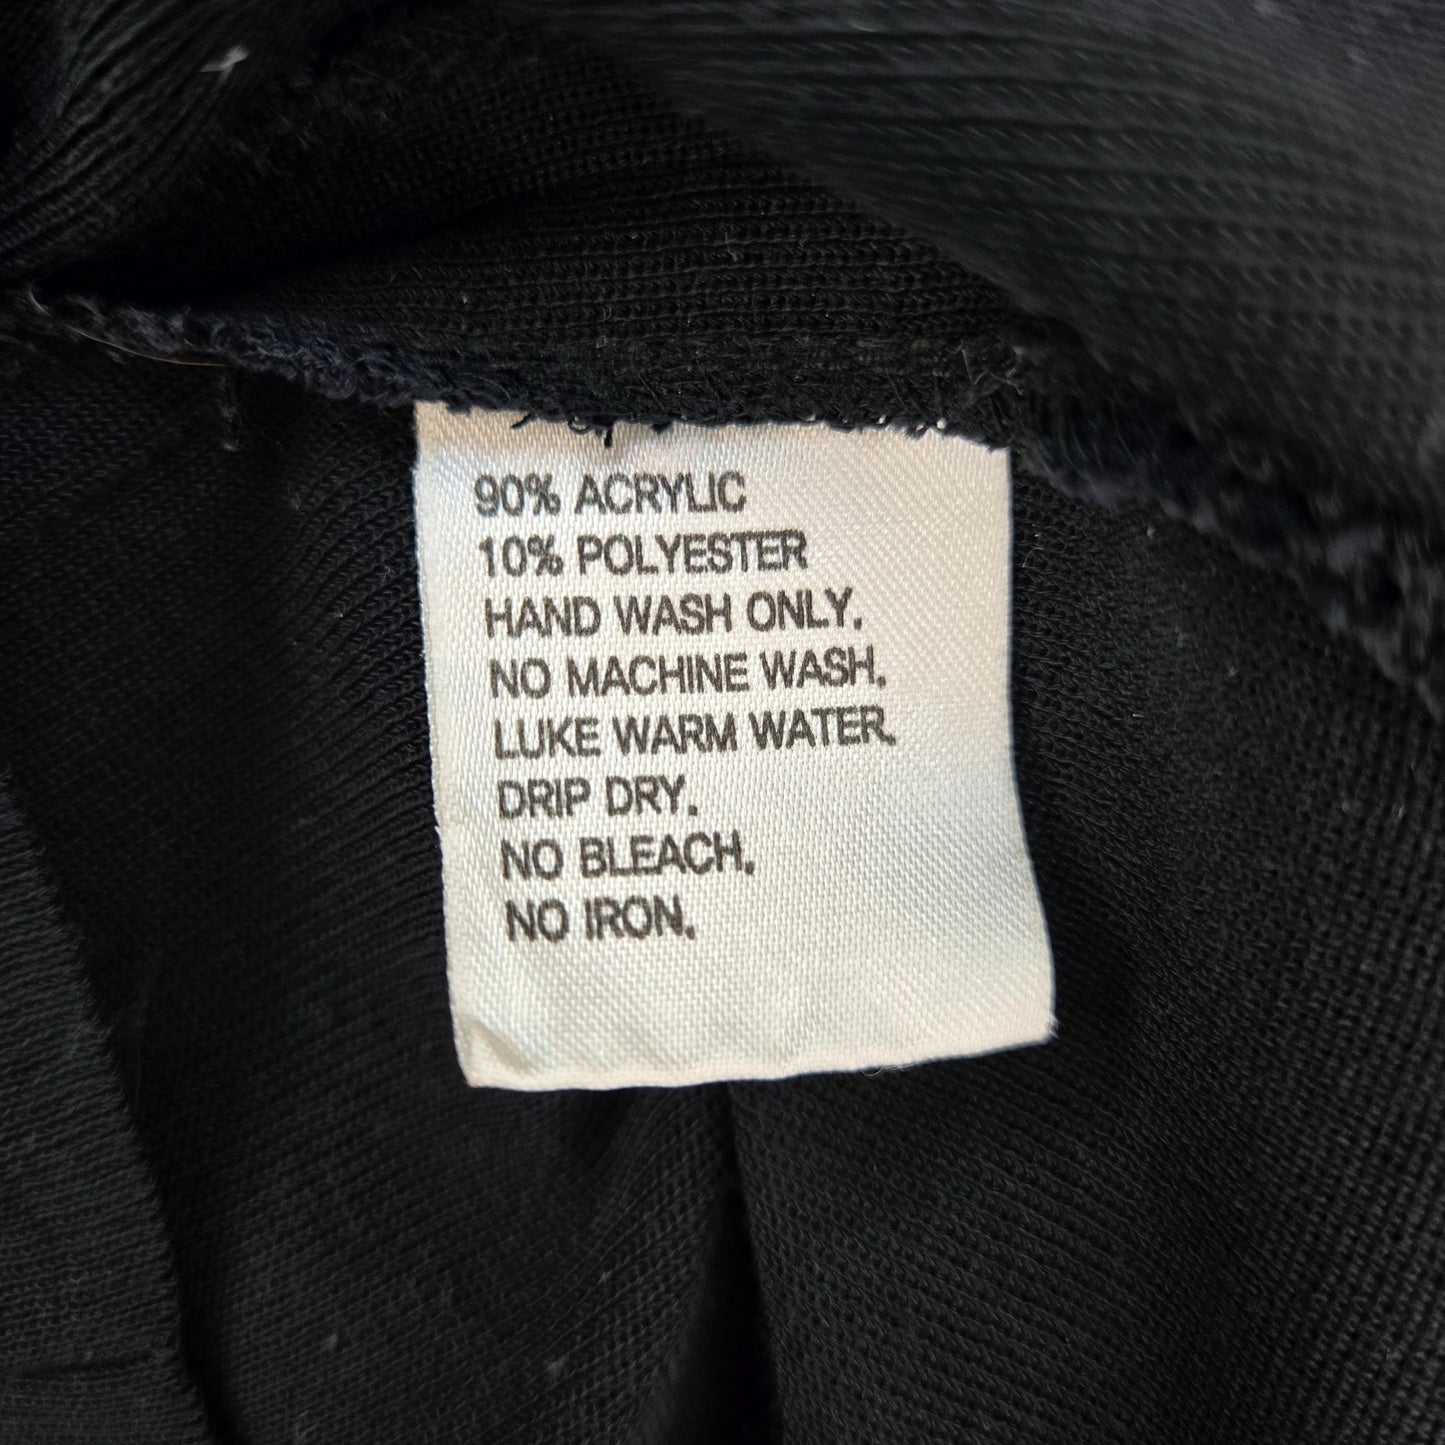 90% ACRYLIC
10% POLYESTER
HAND WASH ONLY.
NO MACHINE WASH.
LUKE WARM WATER.
DRIP DRY.
NO BLEACH.
NO IRON.